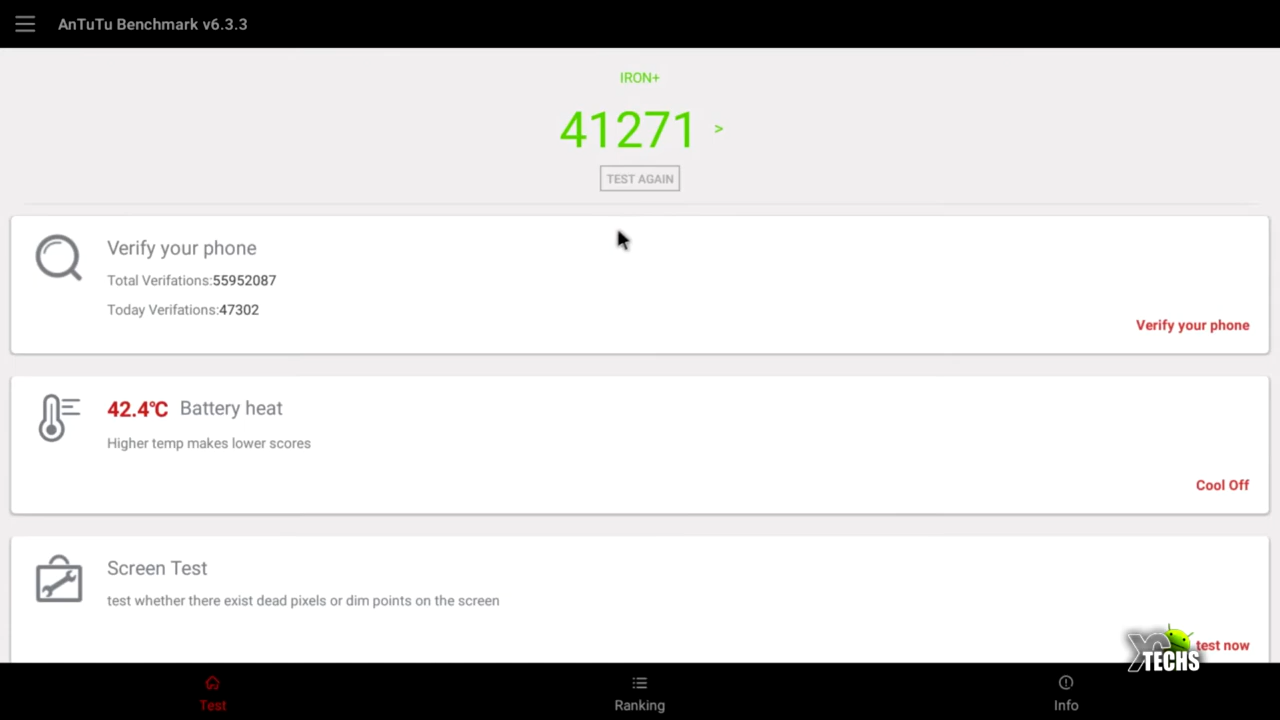 AnTuTu Benchmark v6.3.3
IRON+
41271 >
TEST AGAIN
Verify your phone
Total Verifations:55952087
Today Verifations:47302
Verify your phone
42.4℃ Battery heat
Higher temp makes lower scores
Cool Off
Screen Test
test whether there exist dead pixels or dim points on the screen
test now
TECHS
Test
Ranking
Info